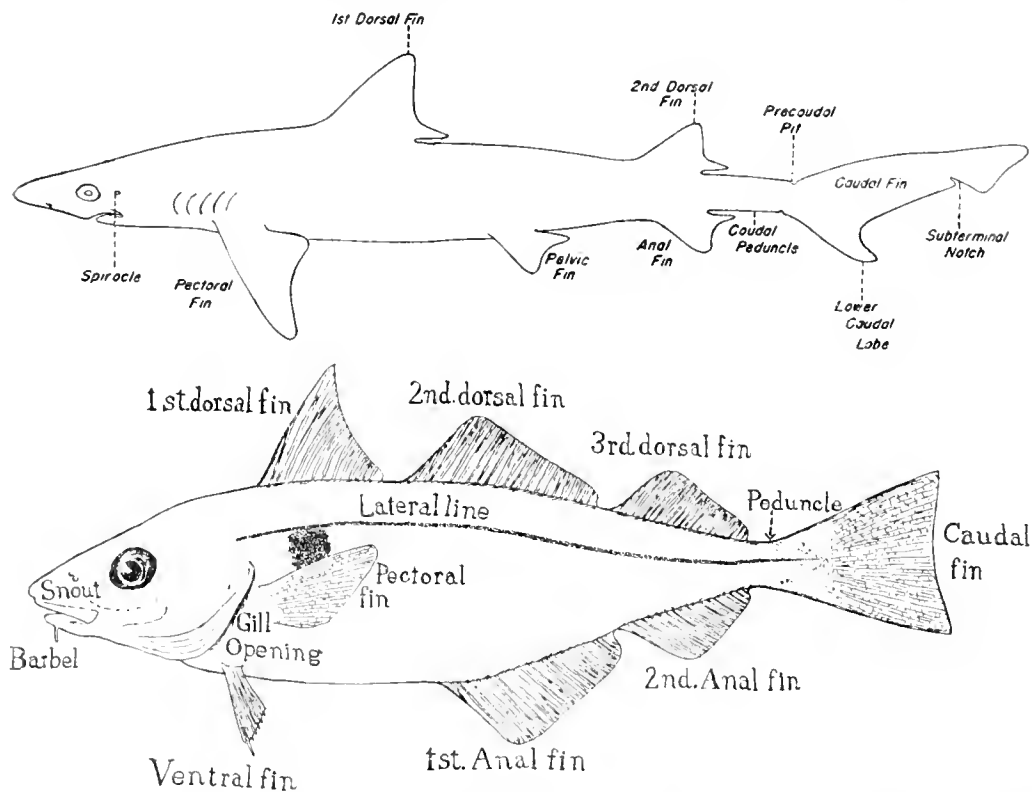 1st Dorsal Fin
2nd Dorsal
Fin
Precaudal
Pit
Caudal Fin
Spiracle
Pectoral
Fin
Pelvic
Fin
Anal
Fin
Caudal
Peduncle
Subterminal
Notch
Lower
Caudal
Lobe
1st.dorsal fin
2nd.dorsal fin
3rd.dorsal fin
Lateral line
Peduncle
Caudal
fin
Snout
Pectoral
fin
Gill
Opening
Barbel
2nd.Anal fin
1st.Anal fin
Ventral fin